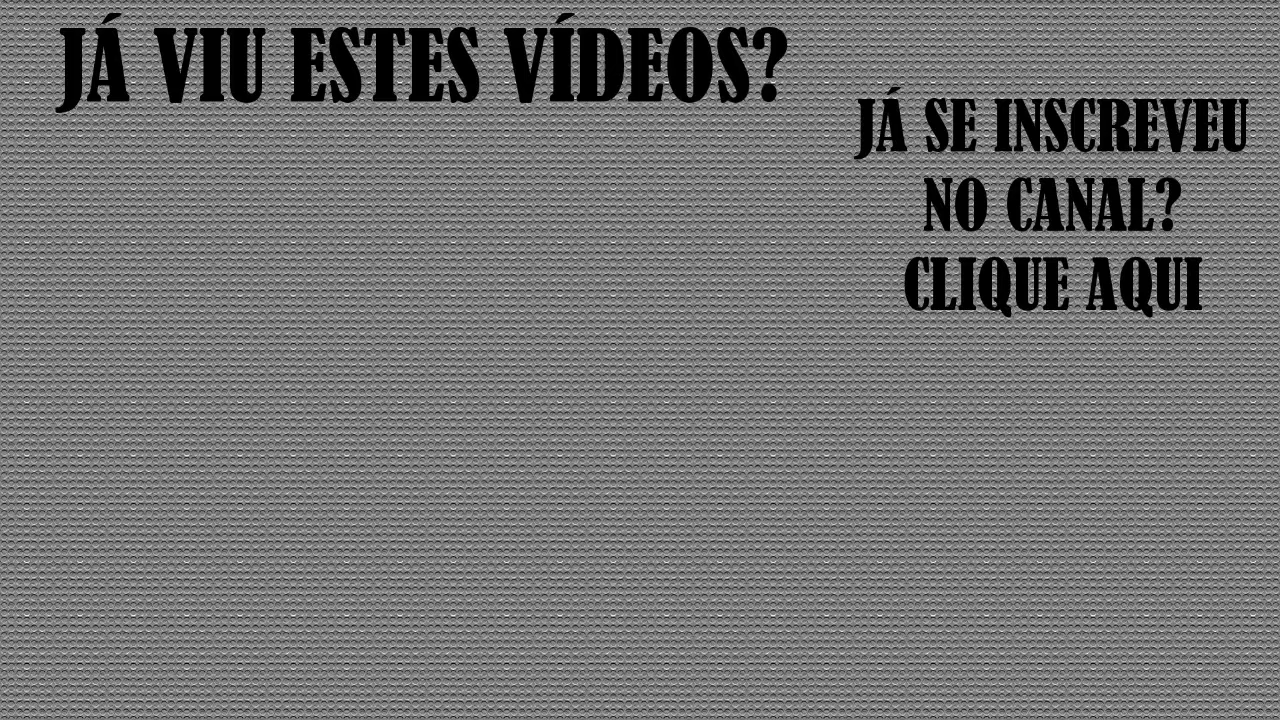 JÁ VIU ESTES VÍDEOS?
JÁ SE INSCREVEU
NO CANAL?
CLIQUE AQUI